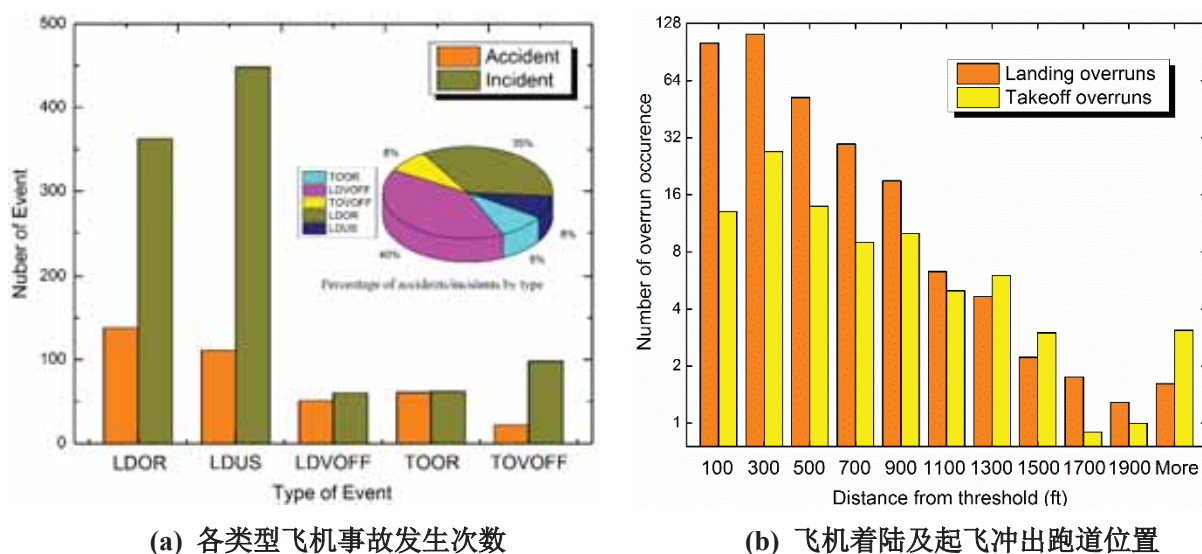 500
400
300
200
100
0
Nuber of Event
Accident
Incident
35%
8%
TOOR
LDVOFF
TOVOFF
LDOR
LDUS
8%
40%
9%
Percentage of accidents/incidents by type
LDOR LDUS LDVOFF TOOR TOVOFF
Type of Event
(a) 各类型飞机事故发生次数
128
64
32
16
8
4
2
1
Number of overrun occurence
Landing overruns
Takeoff overruns
100 300 500 700 900 1100 1300 1500 1700 1900 More
Distance from threshold (ft)
(b) 飞机着陆及起飞冲出跑道位置